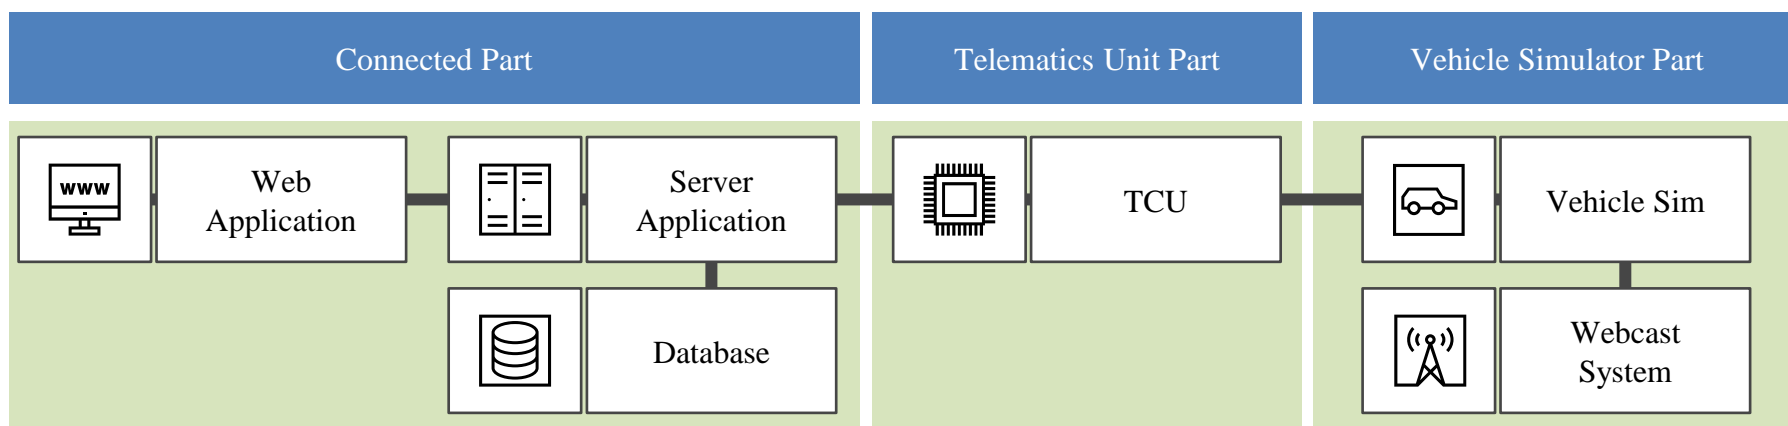 Connected Part
Telematics Unit Part
Vehicle Simulator Part
www
Web
Application
Server
Application
TCU
Vehicle Sim
Database
Webcast
System